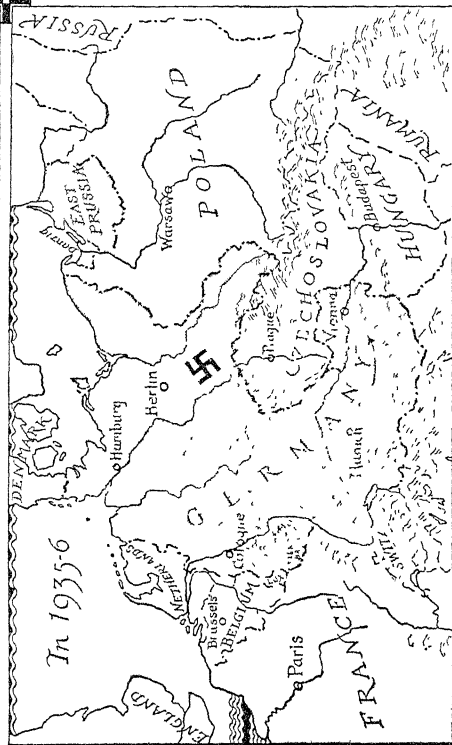 In 1935-6
DENMARK
RUSSIA
EAST
PRUSSIA
Danzig
Hamburg
Berlin
Warsaw
POLAND
ENGLAND
NETHERLANDS
Brussels
BELGIUM
Cologne
GERMANY
Prague
CZECHOSLOVAKIA
Vienna
Budapest
HUNGARY
RUMANIA
Paris
FRANCE
Munich
SWITZ